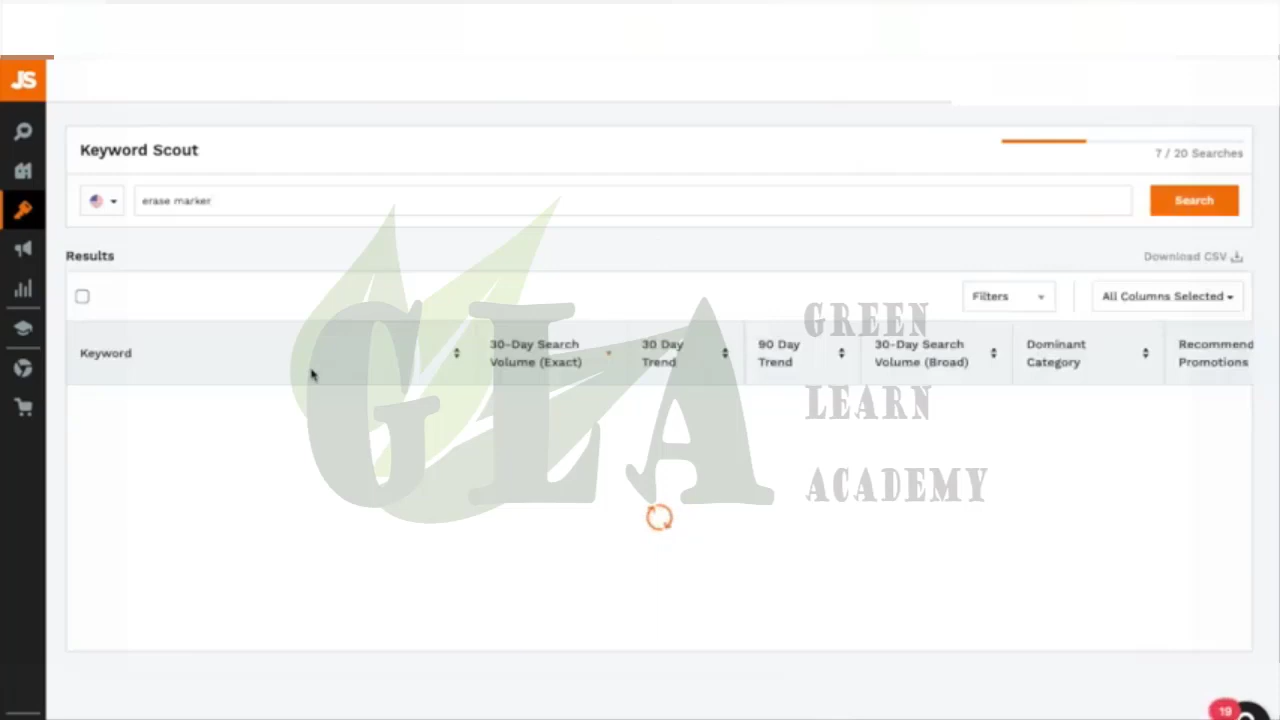 JS
Keyword Scout
7 / 20 Searches
erase marker
Search
Results
Download CSV
Filters
All Columns Selected
Keyword
30-Day Search
Volume (Exact)
30 Day
Trend
90 Day
Trend
30-Day Search
Volume (Broad)
Dominant
Category
Recommend
Promotions
GLA
GREEN
LEARN
ACADEMY
19